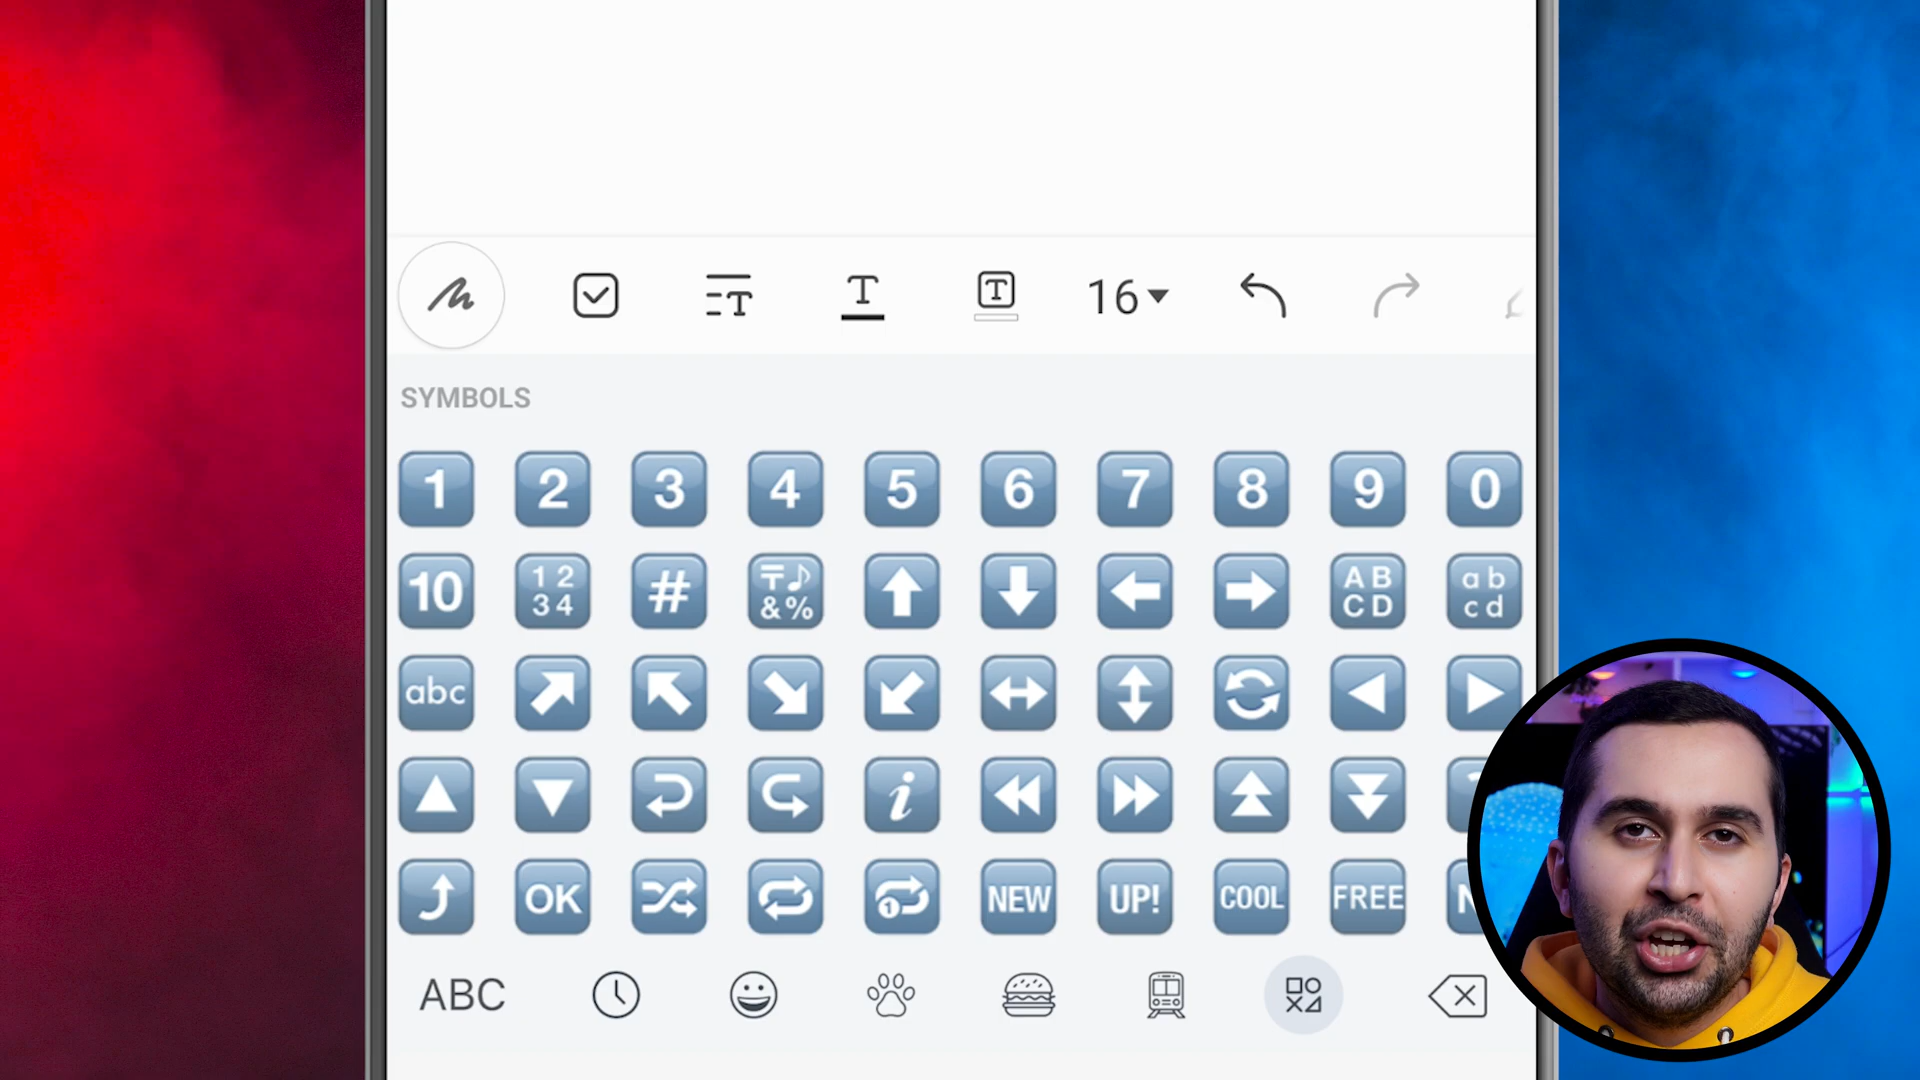 16
SYMBOLS
1 2 3 4 5 6 7 8 9 0
10 1 2 3 4 # 〒♪&% AB CD ab cd
abc
i
OK 1 NEW UP! COOL FREE
ABC